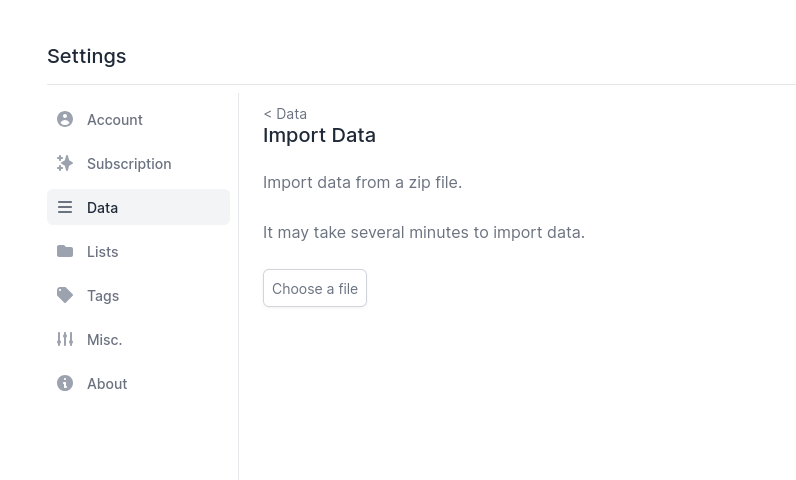 Settings
Account
Subscription
Data
Lists
Tags
Misc.
About
< Data
Import Data
Import data from a zip file.
It may take several minutes to import data.
Choose a file